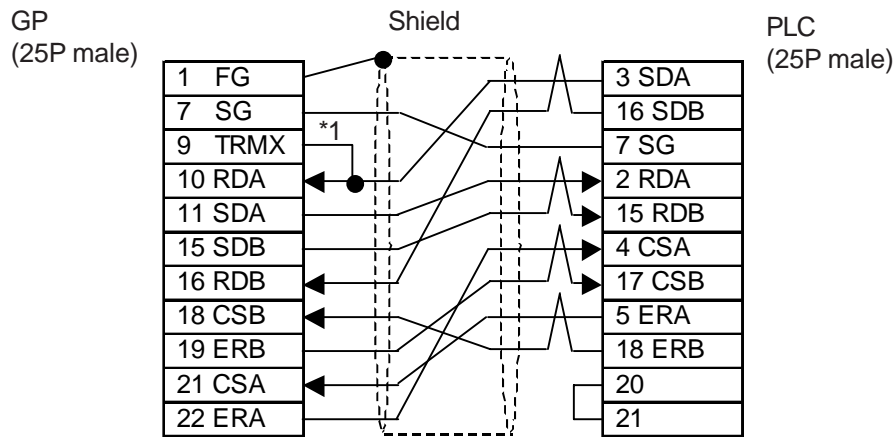 GP
(25P male)
Shield
PLC
(25P male)
1 FG
7 SG
9 TRMX
*1
10 RDA
11 SDA
15 SDB
16 RDB
18 CSB
19 ERB
21 CSA
22 ERA
3 SDA
16 SDB
7 SG
2 RDA
15 RDB
4 CSA
17 CSB
5 ERA
18 ERB
20
21